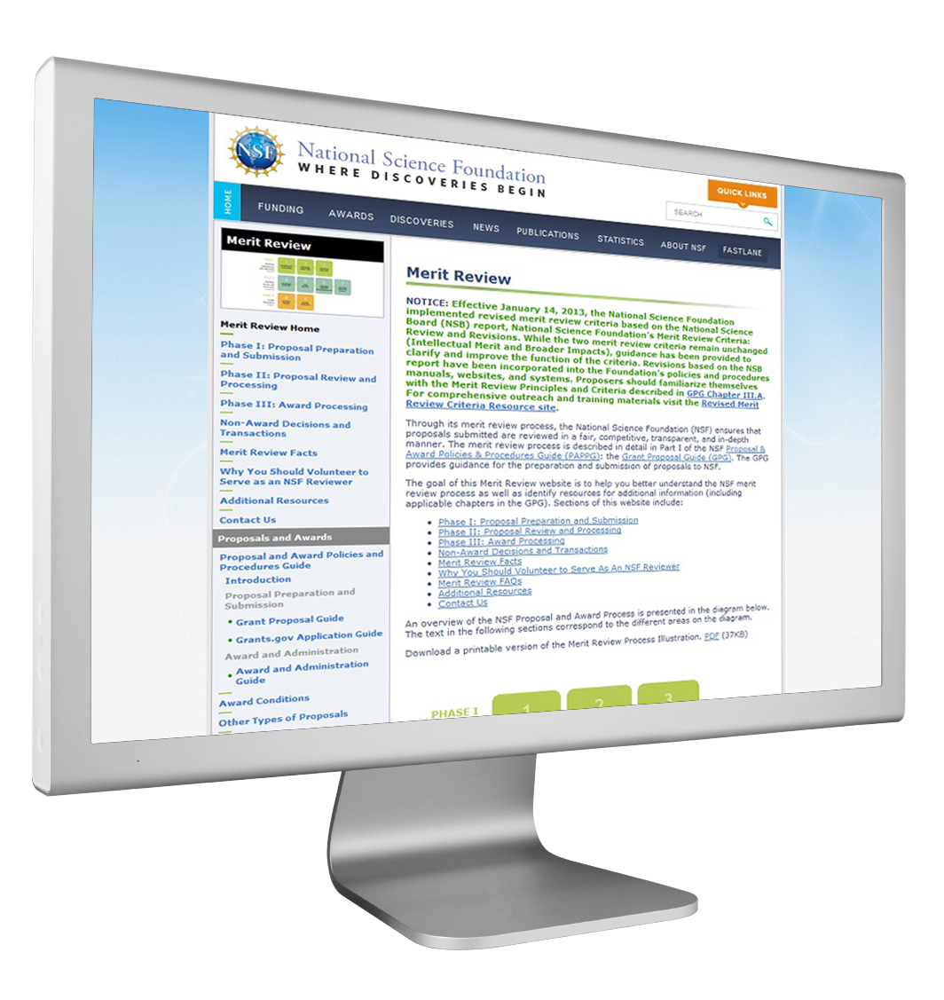 NSF
National Science Foundation
WHERE DISCOVERIES BEGIN
QUICK LINKS
SEARCH
HOME
FUNDING
AWARDS
DISCOVERIES
NEWS
PUBLICATIONS
STATISTICS
ABOUT NSF
FASTLANE
Merit Review
Merit Review Home
Phase I: Proposal Preparation
and Submission
Phase II: Proposal Review and
Processing
Phase III: Award Processing
Non-Award Decisions and
Transactions
Merit Review Facts
Why You Should Volunteer to
Serve as an NSF Reviewer
Additional Resources
Contact Us
Proposals and Awards
Proposal and Award Policies and
Procedures Guide
Introduction
Proposal Preparation and
Submission
• Grant Proposal Guide
• Grants.gov Application Guide
Award and Administration
• Award and Administration
Guide
Award Conditions
Other Types of Proposals
Merit Review
NOTICE: Effective January 14, 2013, the National Science Foundation
implemented revised merit review criteria based on the National Science
Board (NSB) report, National Science Foundation's Merit Review Criteria:
Review and Revisions. While the two merit review criteria remain unchanged
(Intellectual Merit and Broader Impacts), guidance has been provided to
clarify and improve the function of the criteria. Revisions based on the NSB
report have been incorporated into the Foundation's policies and procedures
manuals, websites, and systems. Proposers should familiarize themselves
with the Merit Review Principles and Criteria described in GPG Chapter III.A.
For comprehensive outreach and training materials visit the Revised Merit
Review Criteria Resource site.
Through its merit review process, the National Science Foundation (NSF) ensures that
proposals submitted are reviewed in a fair, competitive, transparent, and in-depth
manner. The merit review process is described in detail in Part I of the NSF Proposal &
Award Policies & Procedures Guide (PAPPG): the Grant Proposal Guide (GPG). The GPG
provides guidance for the preparation and submission of proposals to NSF.
The goal of this Merit Review website is to help you better understand the NSF merit
review process as well as identify resources for additional information (including
applicable chapters in the GPG). Sections of this website include:
• Phase I: Proposal Preparation and Submission
• Phase II: Proposal Review and Processing
• Phase III: Award Processing
• Non-Award Decisions and Transactions
• Merit Review Facts
• Why You Should Volunteer to Serve As An NSF Reviewer
• Merit Review FAQs
• Additional Resources
• Contact Us
An overview of the NSF Proposal and Award Process is presented in the diagram below.
The text in the following sections correspond to the different areas on the diagram.
Download a printable version of the Merit Review Process Illustration. PDF (37KB)
PHASE I
1
2
3